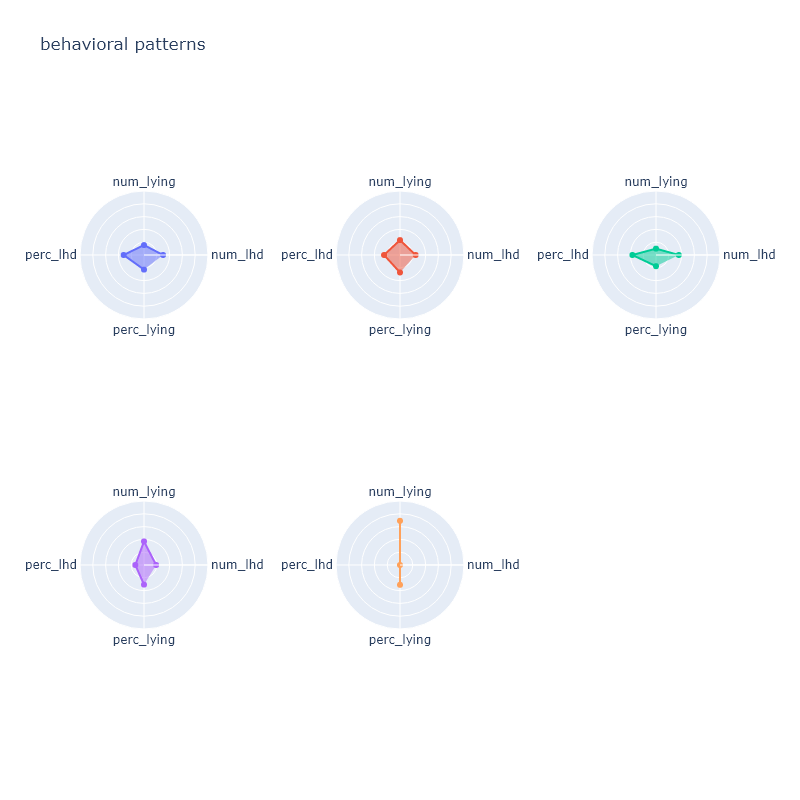 behavioral patterns
num_lying num_lying num_lying
perc_lhd num_lhd perc_lhd num_lhd perc_lhd num_lhd
perc_lying perc_lying perc_lying
num_lying num_lying
perc_lhd num_lhd perc_lhd num_lhd
perc_lying perc_lying